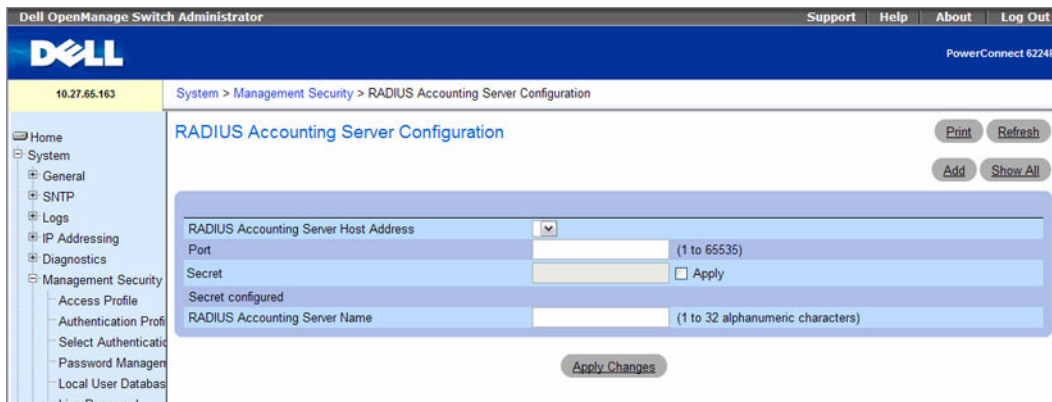 Dell OpenManage Switch Administrator
Support Help About Log Out
DELL
PowerConnect 6224
10.27.65.163
System > Management Security > RADIUS Accounting Server Configuration
RADIUS Accounting Server Configuration
Print Refresh
Add Show All
Home
System
General
SNTP
Logs
IP Addressing
Diagnostics
Management Security
Access Profile
Authentication Profi
Select Authenticatio
Password Managem
Local User Databas
RADIUS Accounting Server Host Address
Port (1 to 65535)
Secret Apply
Secret configured
RADIUS Accounting Server Name (1 to 32 alphanumeric characters)
Apply Changes